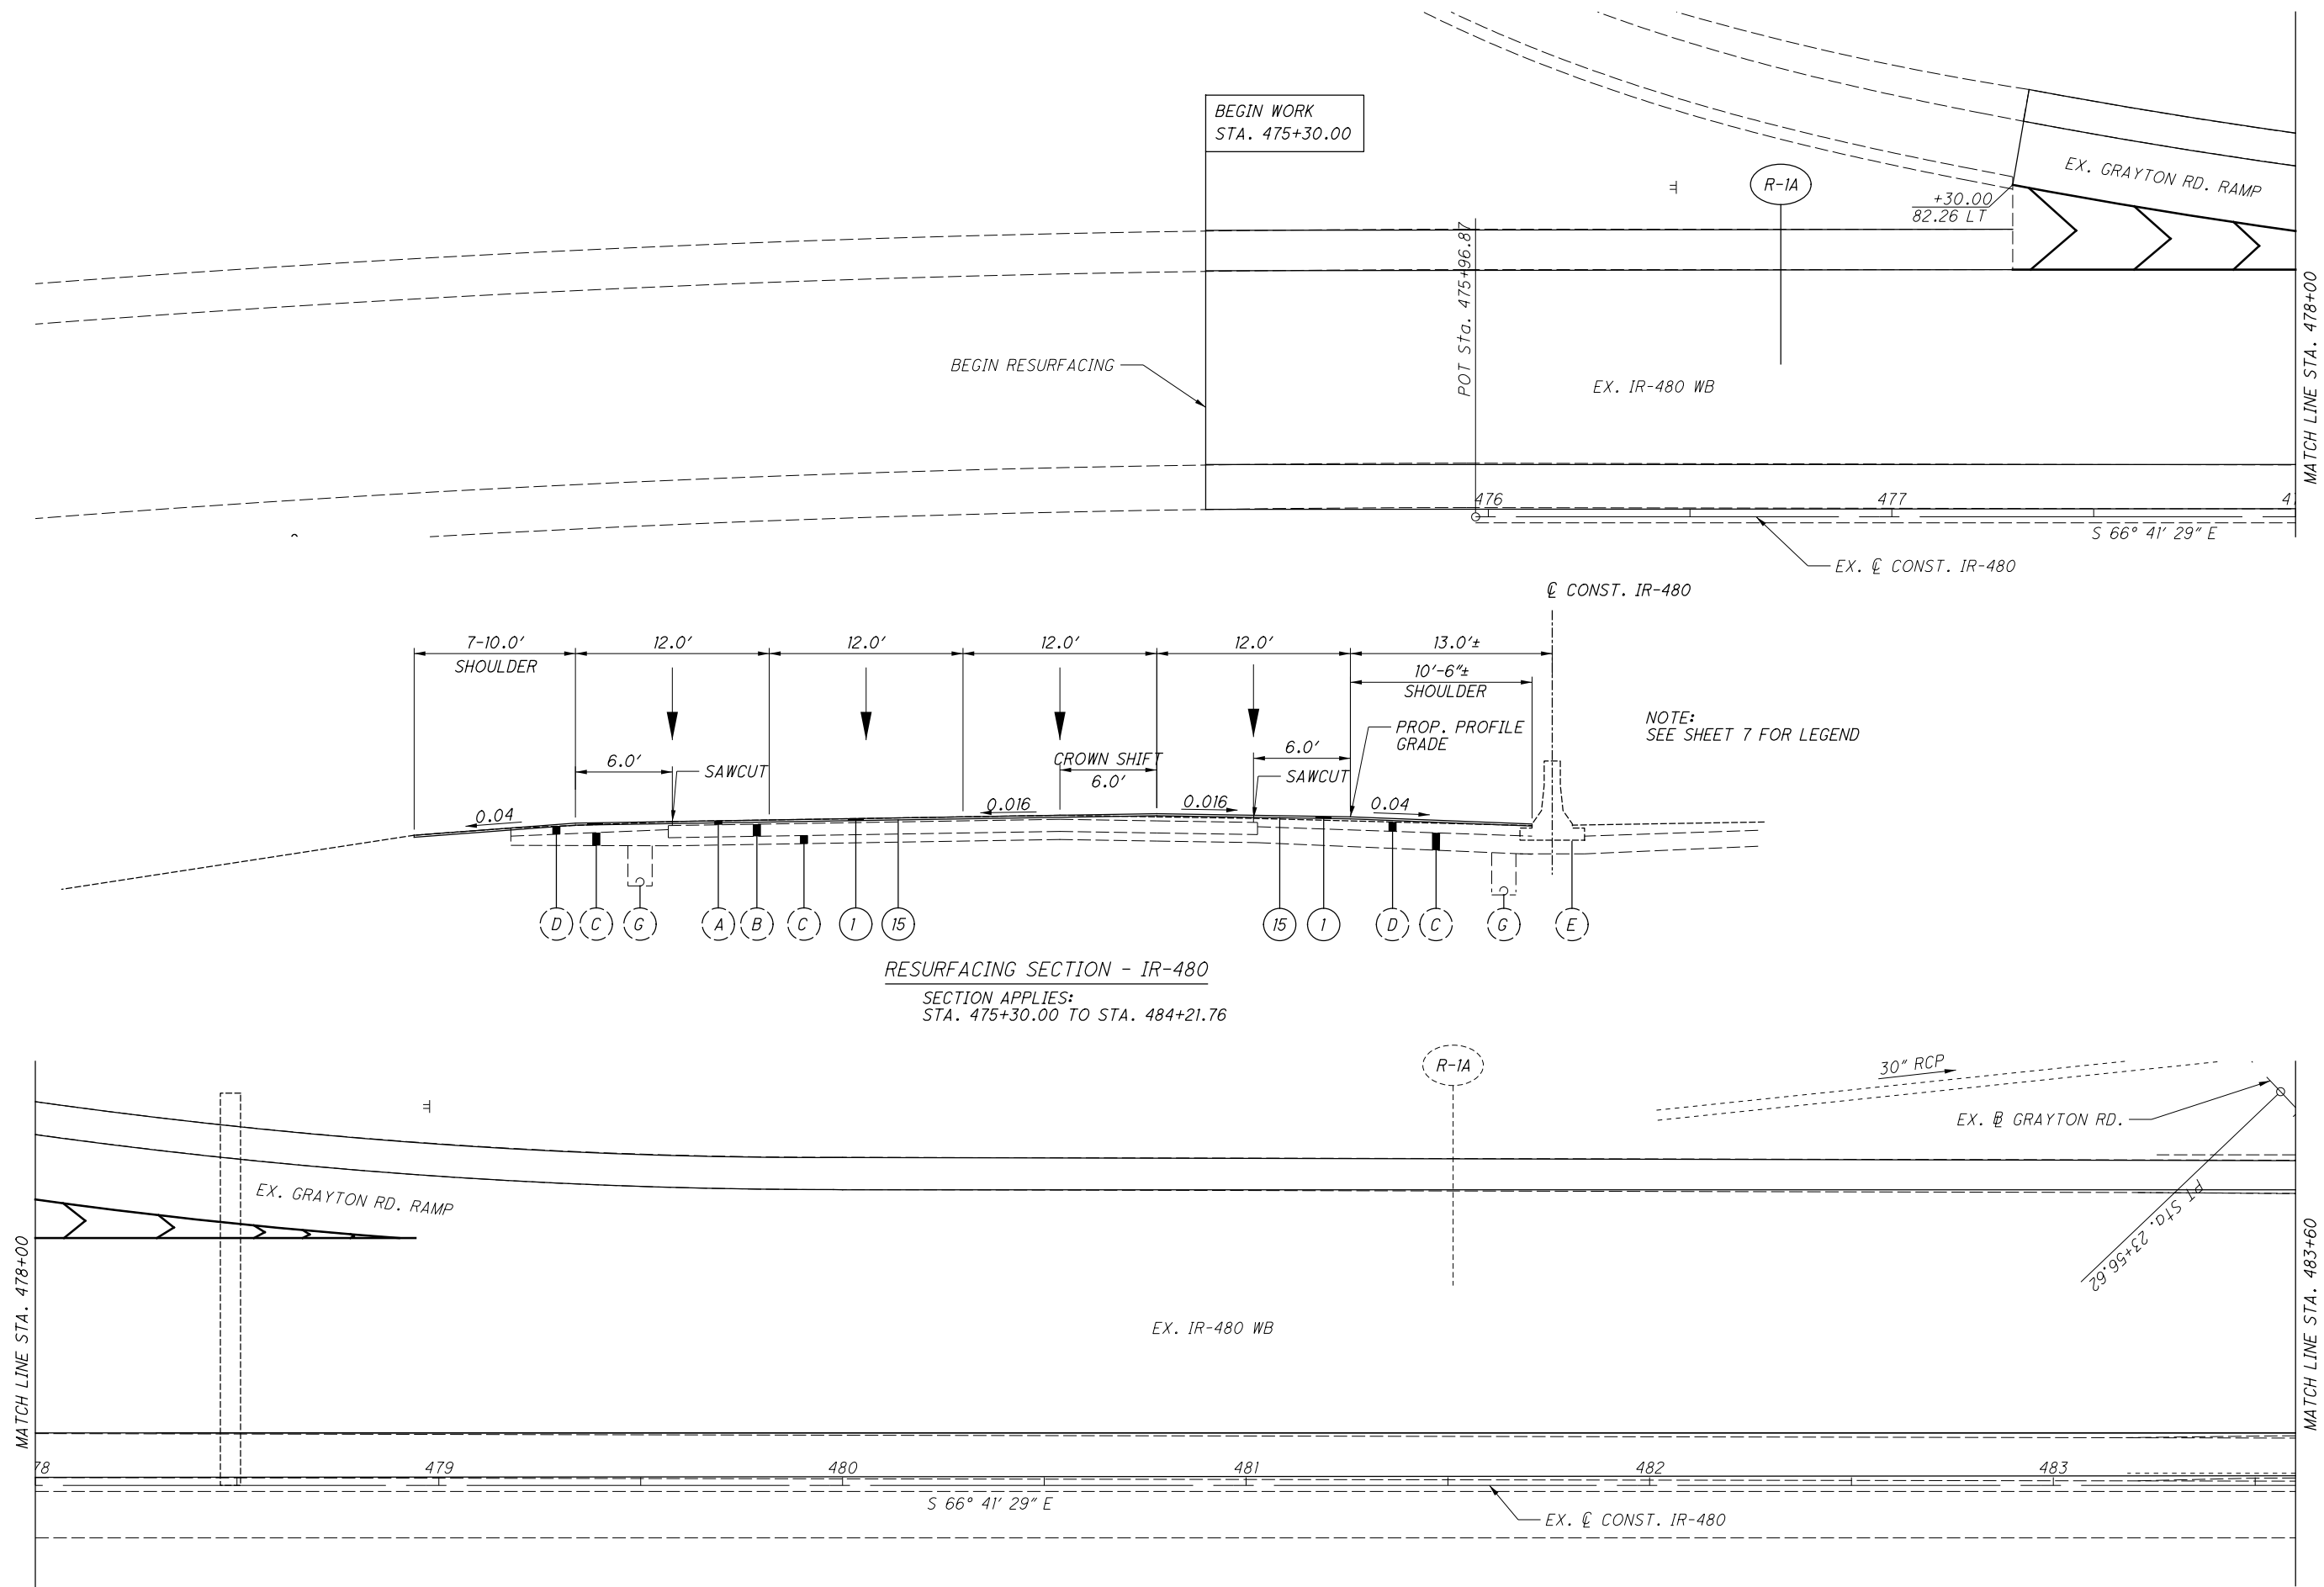 BEGIN WORK
STA. 475+30.00
R-1A
EX. GRAYTON RD. RAMP
+30.00
82.26 LT
POT Sta. 475+96.87
MATCH LINE STA. 478+00
BEGIN RESURFACING
EX. IR-480 WB
476
477
47
S 66° 41' 29" E
EX. ℄ CONST. IR-480
℄ CONST. IR-480
7-10.0'
SHOULDER
12.0'
12.0'
12.0'
12.0'
13.0'±
10'-6"±
SHOULDER
NOTE:
SEE SHEET 7 FOR LEGEND
PROP. PROFILE
GRADE
6.0'
SAWCUT
CROWN SHIFT
6.0'
6.0'
SAWCUT
0.04
0.016
0.016
0.04
D
C
G
A
B
C
1
15
15
1
D
C
G
E
RESURFACING SECTION - IR-480
SECTION APPLIES:
STA. 475+30.00 TO STA. 484+21.76
R-1A
30" RCP
EX. B GRAYTON RD.
EX. GRAYTON RD. RAMP
PT Sta. 23+56.62
MATCH LINE STA. 478+00
MATCH LINE STA. 483+60
EX. IR-480 WB
78
479
480
481
482
483
S 66° 41' 29" E
EX. ℄ CONST. IR-480